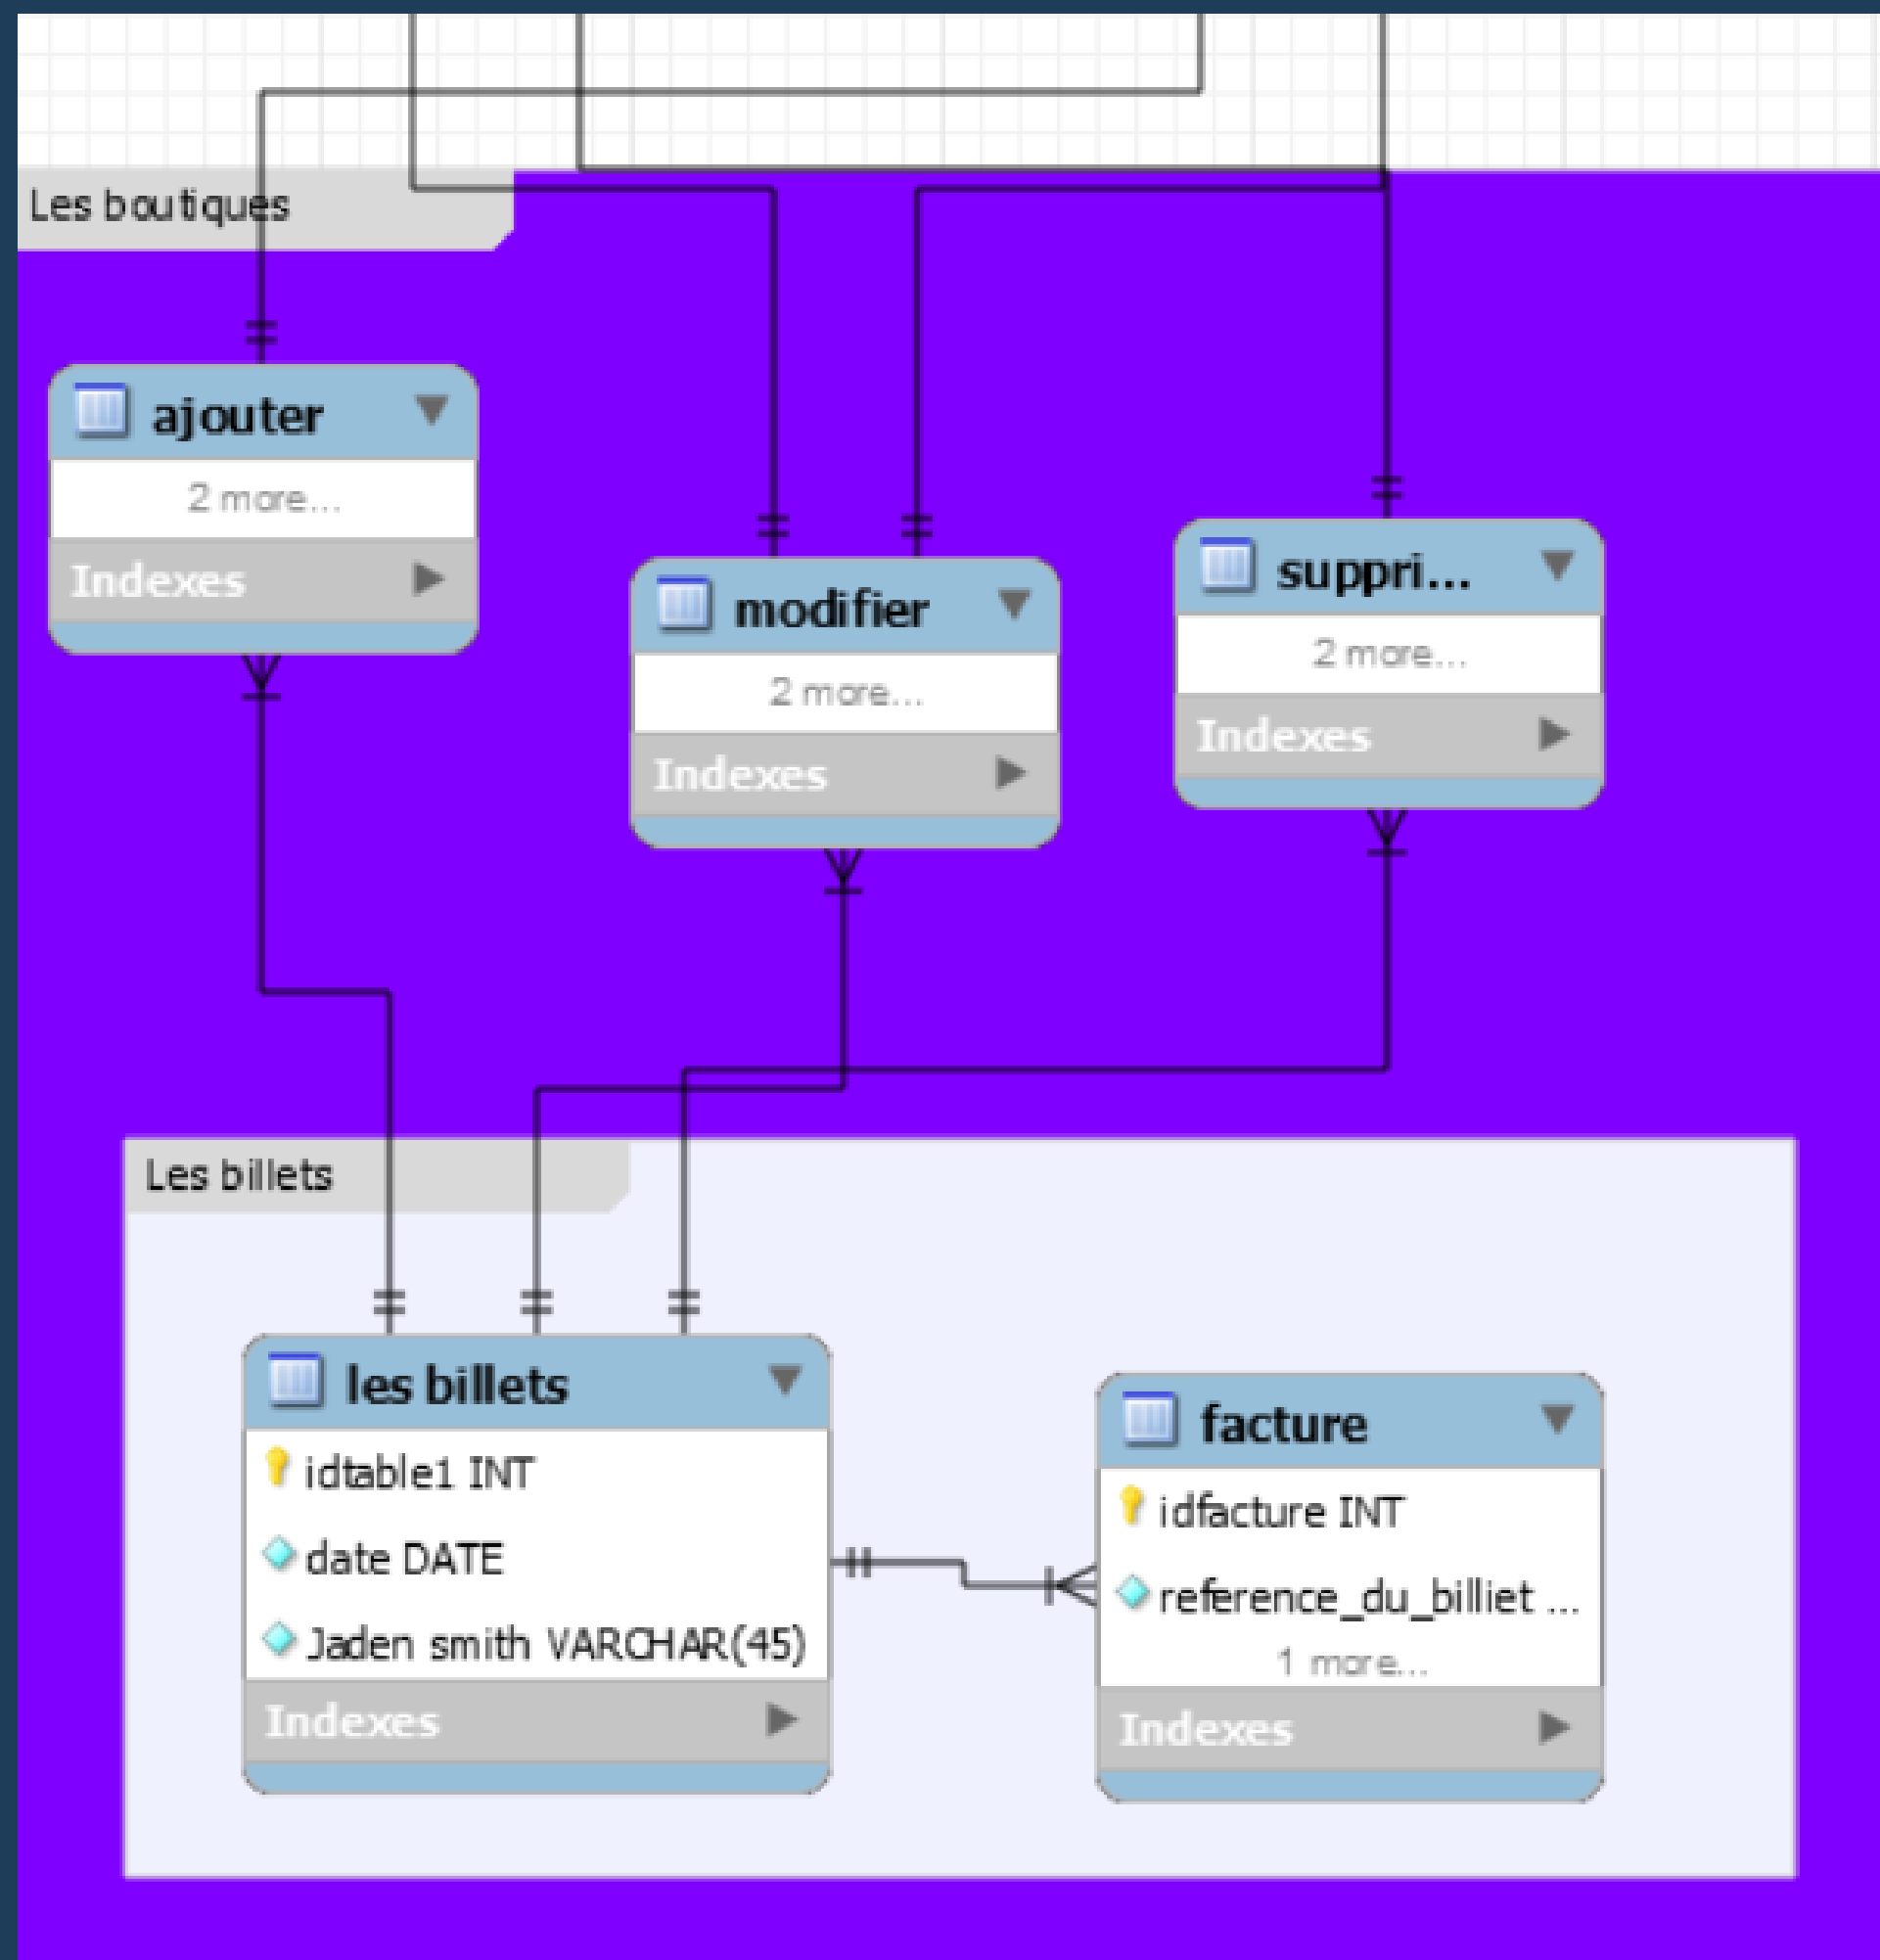 Les boutiques
ajouter
2 more...
Indexes
modifier
2 more...
Indexes
suppri...
2 more...
Indexes
Les billets
les billets
idtable1 INT
date DATE
Jaden smith VARCHAR(45)
Indexes
facture
idfacture INT
reference_du_billiet ...
1 more...
Indexes